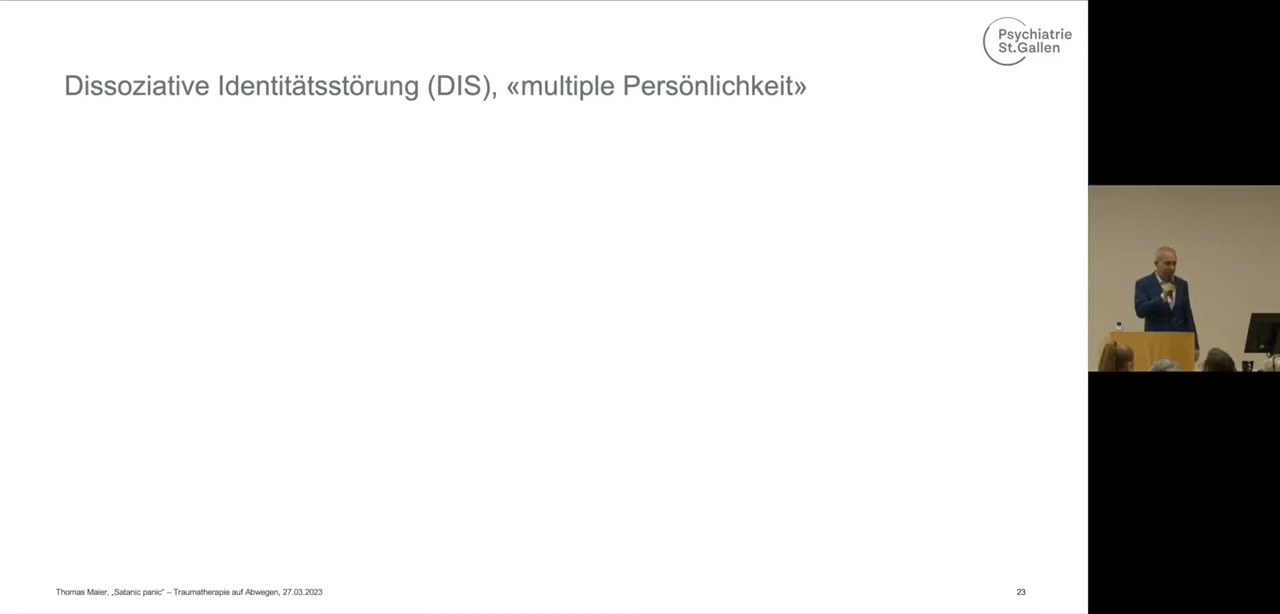 Psychiatrie
St.Gallen
Dissoziative Identitätsstörung (DIS), «multiple Persönlichkeit»
Thomas Maier, „Satanic panic“ – Traumatherapie auf Abwegen, 27.03.2023
23